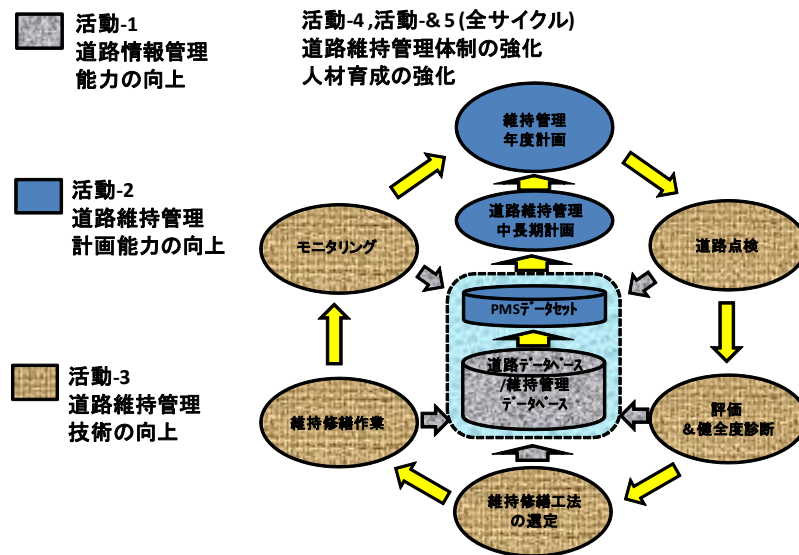 活動-1
道路情報管理
能力の向上
活動-4 ,活動-&5 (全サイクル)
道路維持管理体制の強化
人材育成の強化
活動-2
道路維持管理
計画能力の向上
活動-3
道路維持管理
技術の向上
維持管理
年度計画
道路維持管理
中長期計画
モニタリング
道路点検
PMSデータセット
道路データベース
/維持管理
データベース
維持修繕作業
評価
&健全度診断
維持修繕工法
の選定